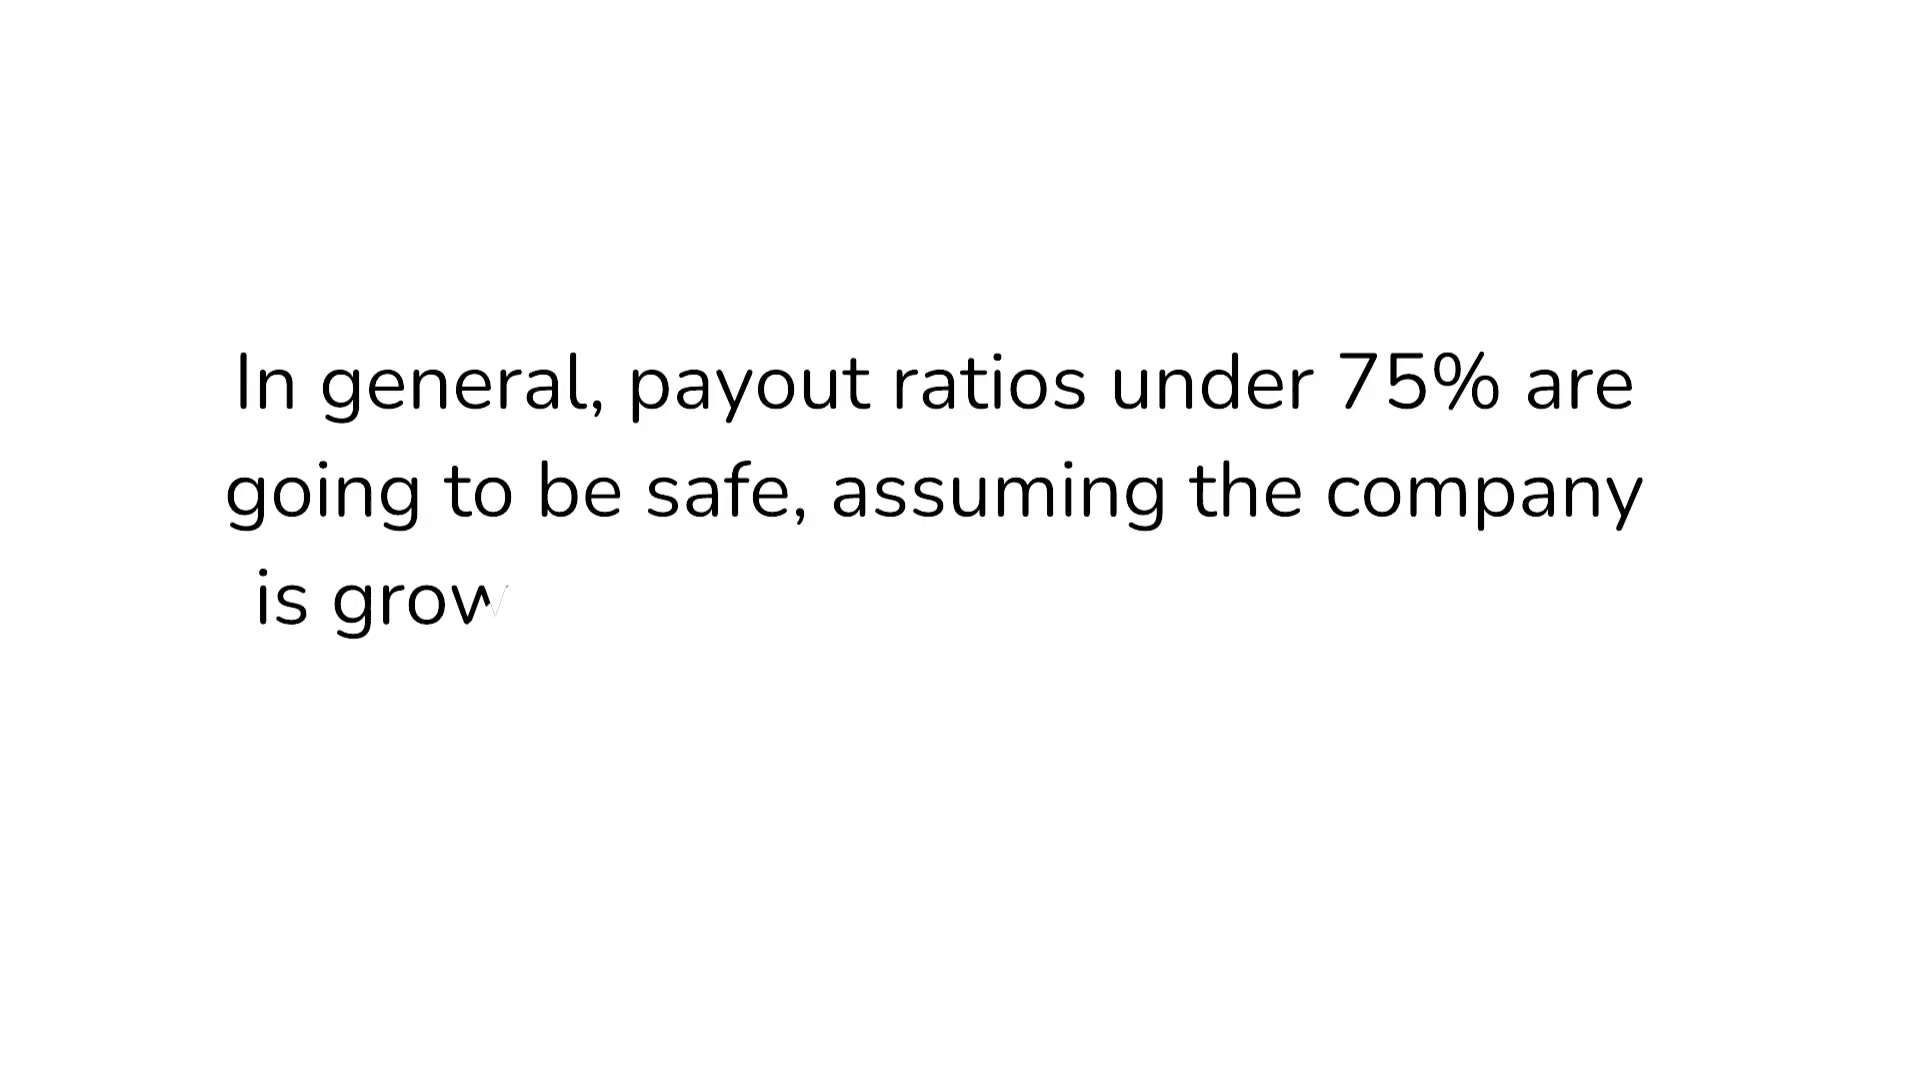 In general, payout ratios under 75% are
going to be safe, assuming the company
is grow